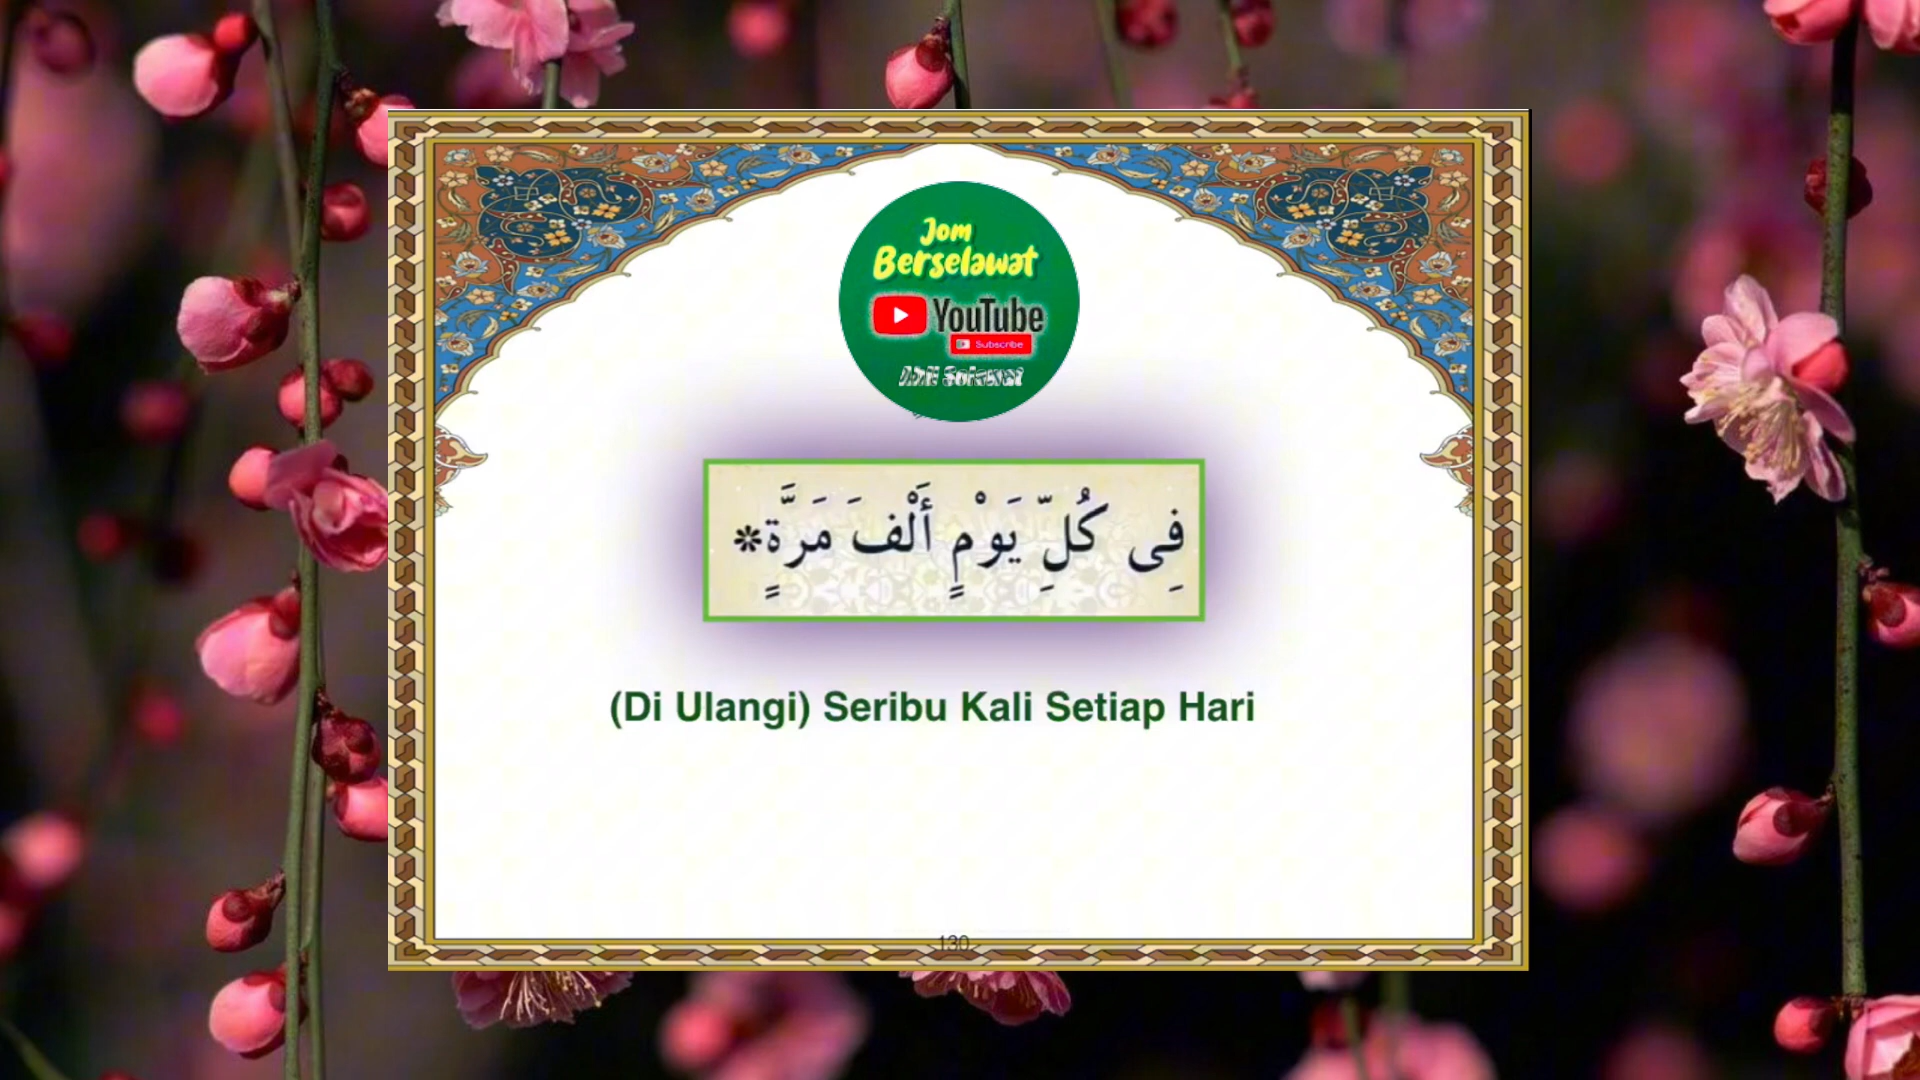 Jom
Berselawat
YouTube
Subscribe
فِى كُلِّ يَوْمٍ أَلْفَ مَرَّةٍ*
(Di Ulangi) Seribu Kali Setiap Hari
130